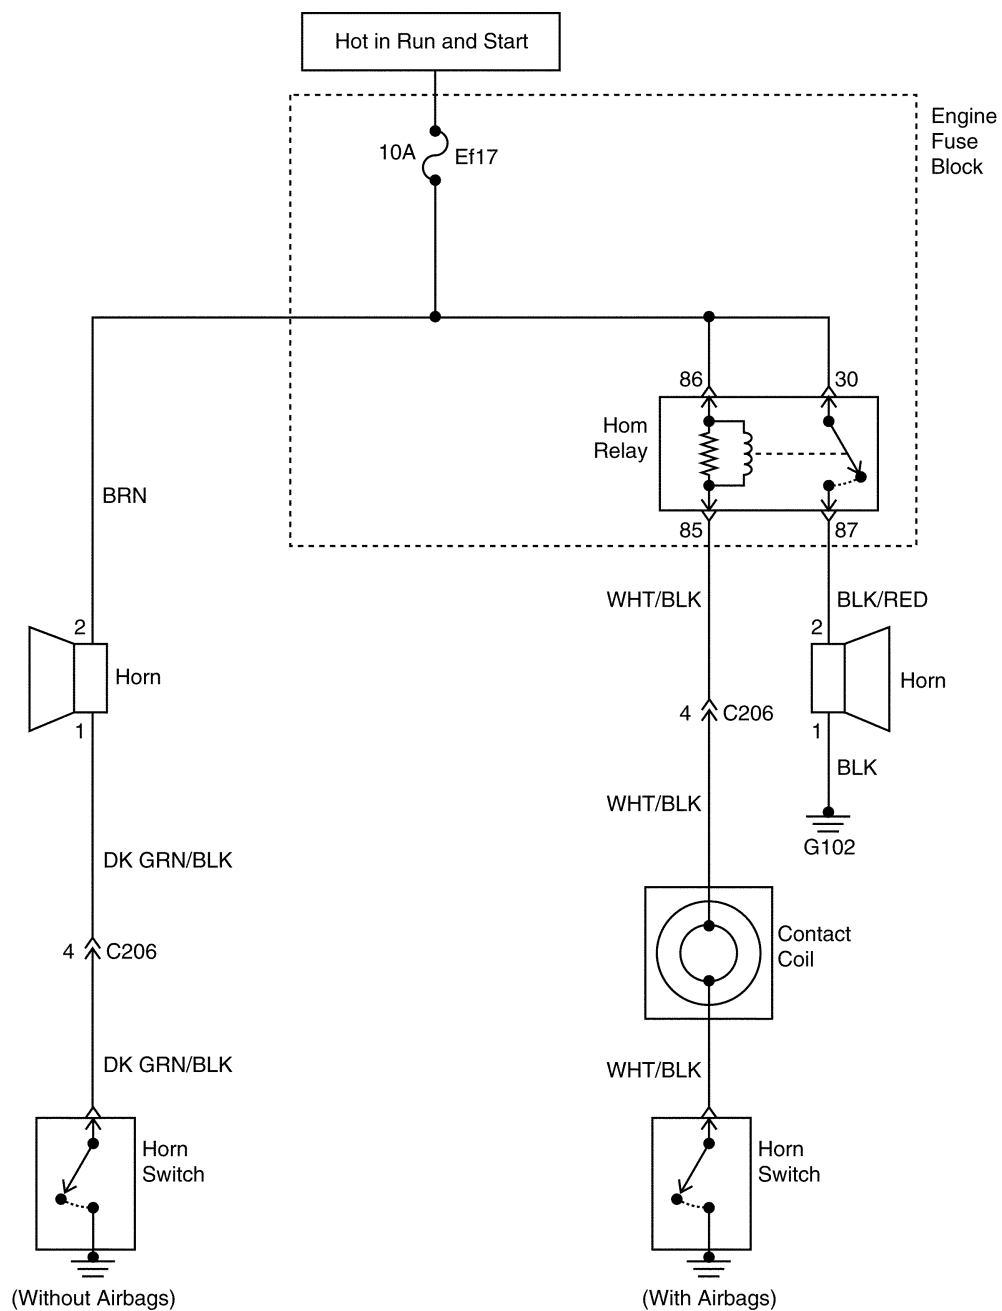 Hot in Run and Start
Engine
Fuse
Block
10A
Ef17
86
30
Hom
Relay
BRN
85
87
WHT/BLK
BLK/RED
2
Horn
1
2
Horn
1
4
C206
BLK
WHT/BLK
G102
DK GRN/BLK
4
C206
Contact
Coil
DK GRN/BLK
WHT/BLK
Horn
Switch
Horn
Switch
(Without Airbags)
(With Airbags)